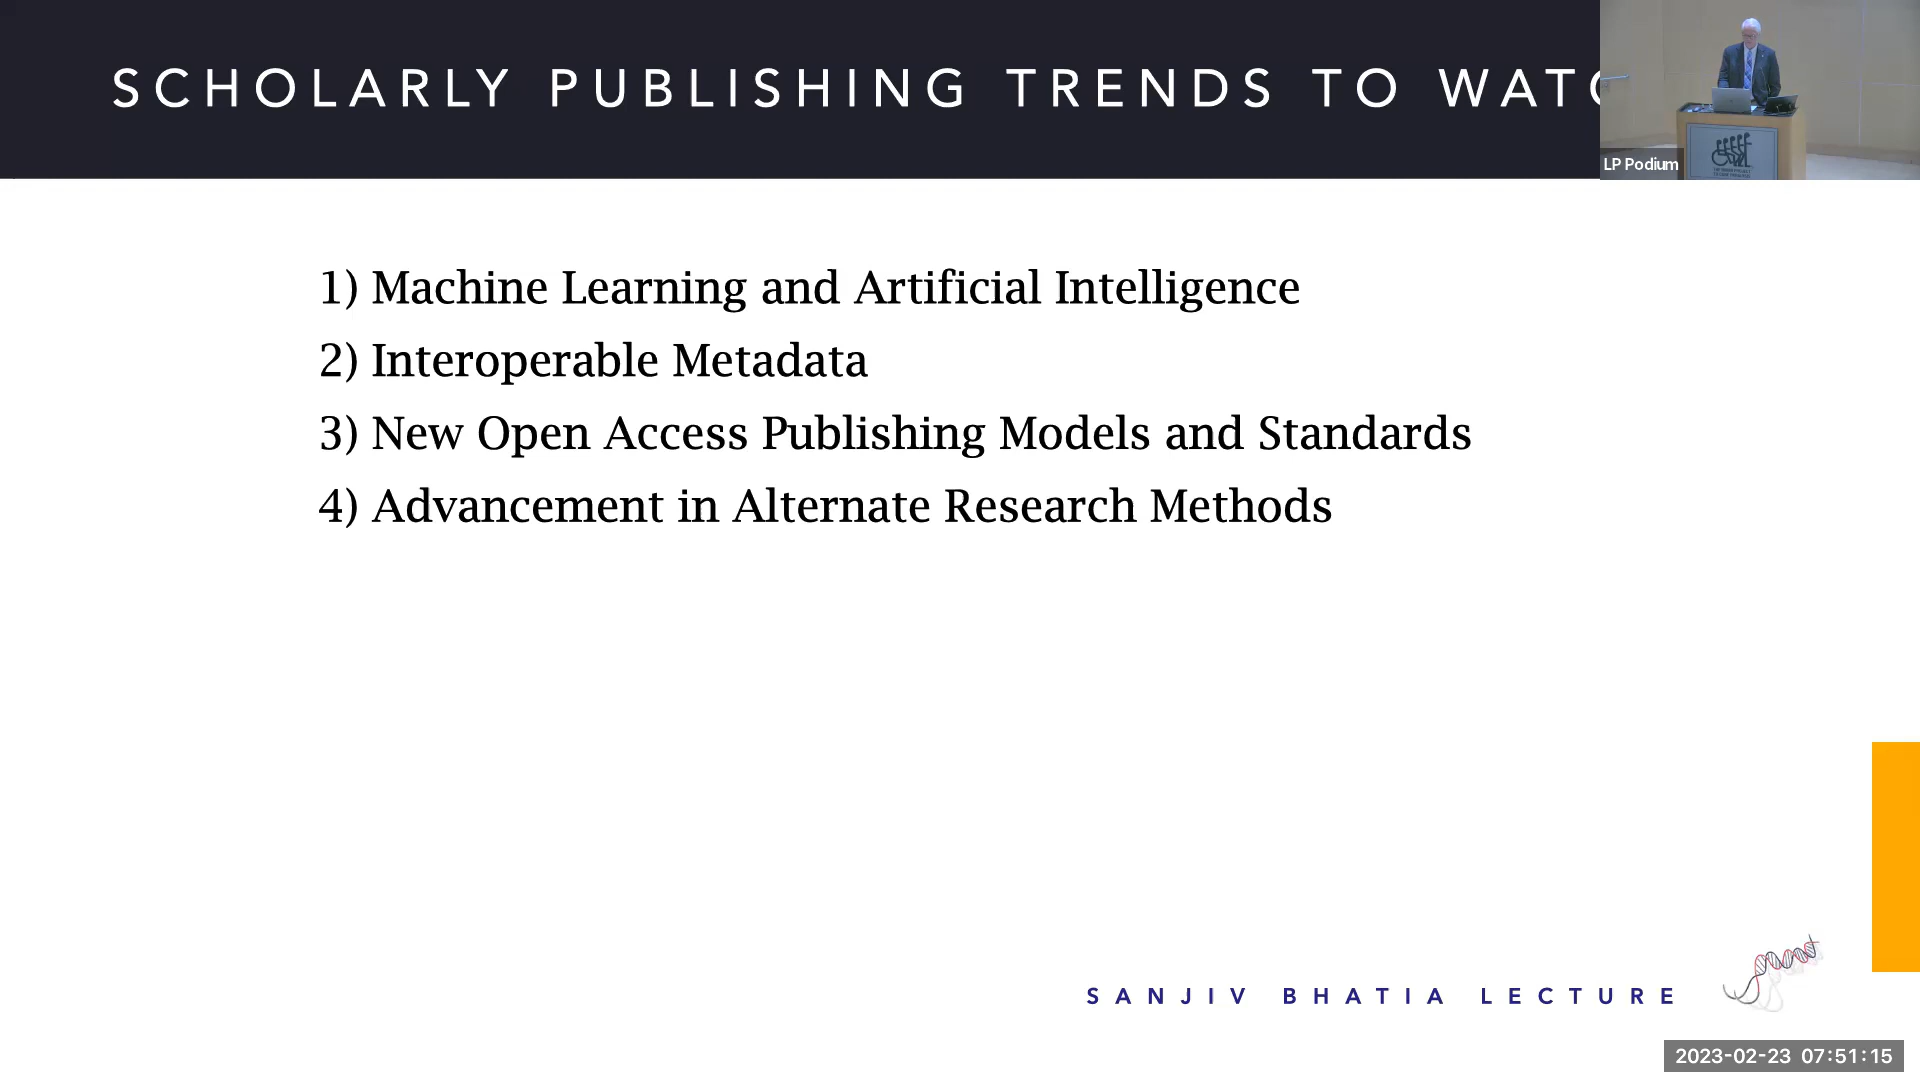 SCHOLARLY PUBLISHING TRENDS TO WATC
LP Podium
1) Machine Learning and Artificial Intelligence
2) Interoperable Metadata
3) New Open Access Publishing Models and Standards
4) Advancement in Alternate Research Methods
SANJIV BHATIA LECTURE
2023-02-23 07:51:15